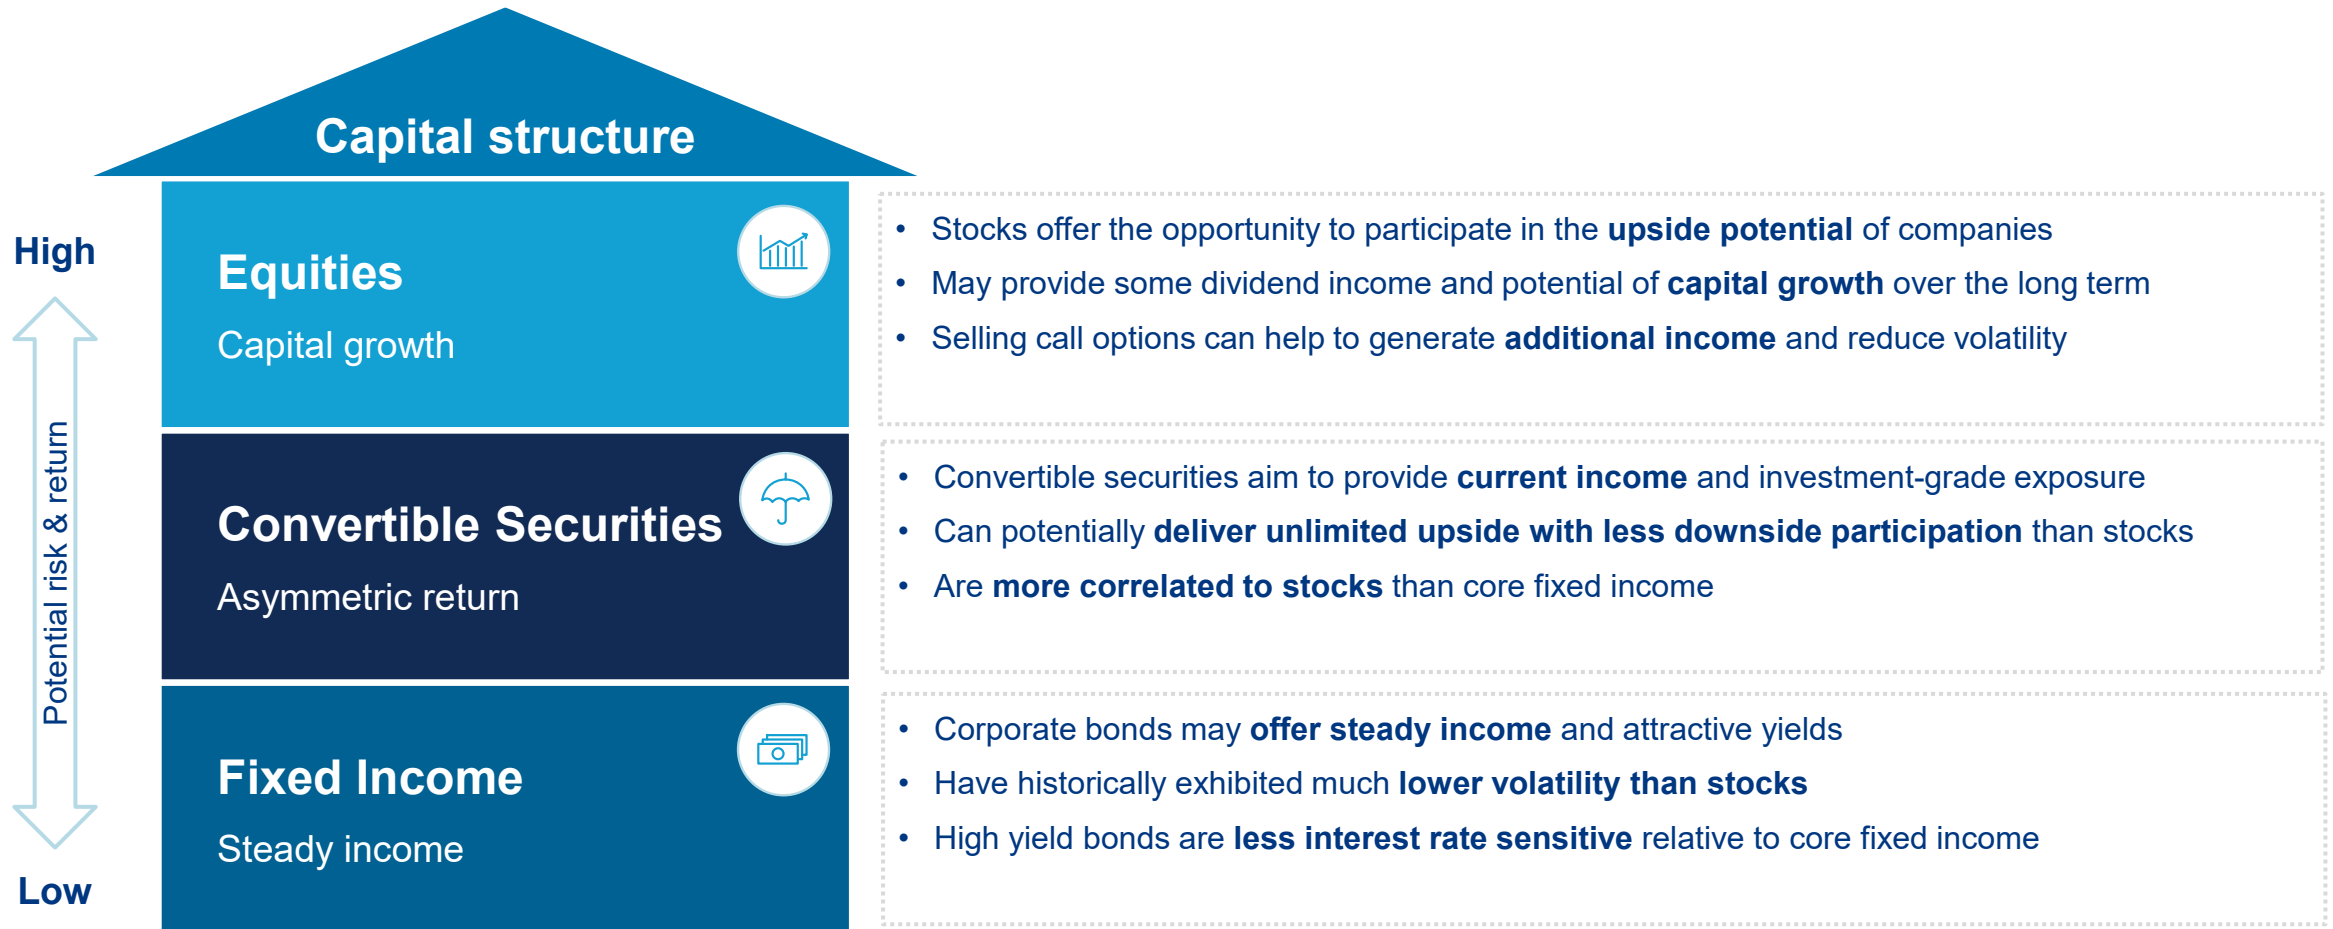 Capital structure
High
Potential risk & return
Low
Equities
Capital growth
• Stocks offer the opportunity to participate in the upside potential of companies
• May provide some dividend income and potential of capital growth over the long term
• Selling call options can help to generate additional income and reduce volatility
Convertible Securities
Asymmetric return
• Convertible securities aim to provide current income and investment-grade exposure
• Can potentially deliver unlimited upside with less downside participation than stocks
• Are more correlated to stocks than core fixed income
Fixed Income
Steady income
• Corporate bonds may offer steady income and attractive yields
• Have historically exhibited much lower volatility than stocks
• High yield bonds are less interest rate sensitive relative to core fixed income